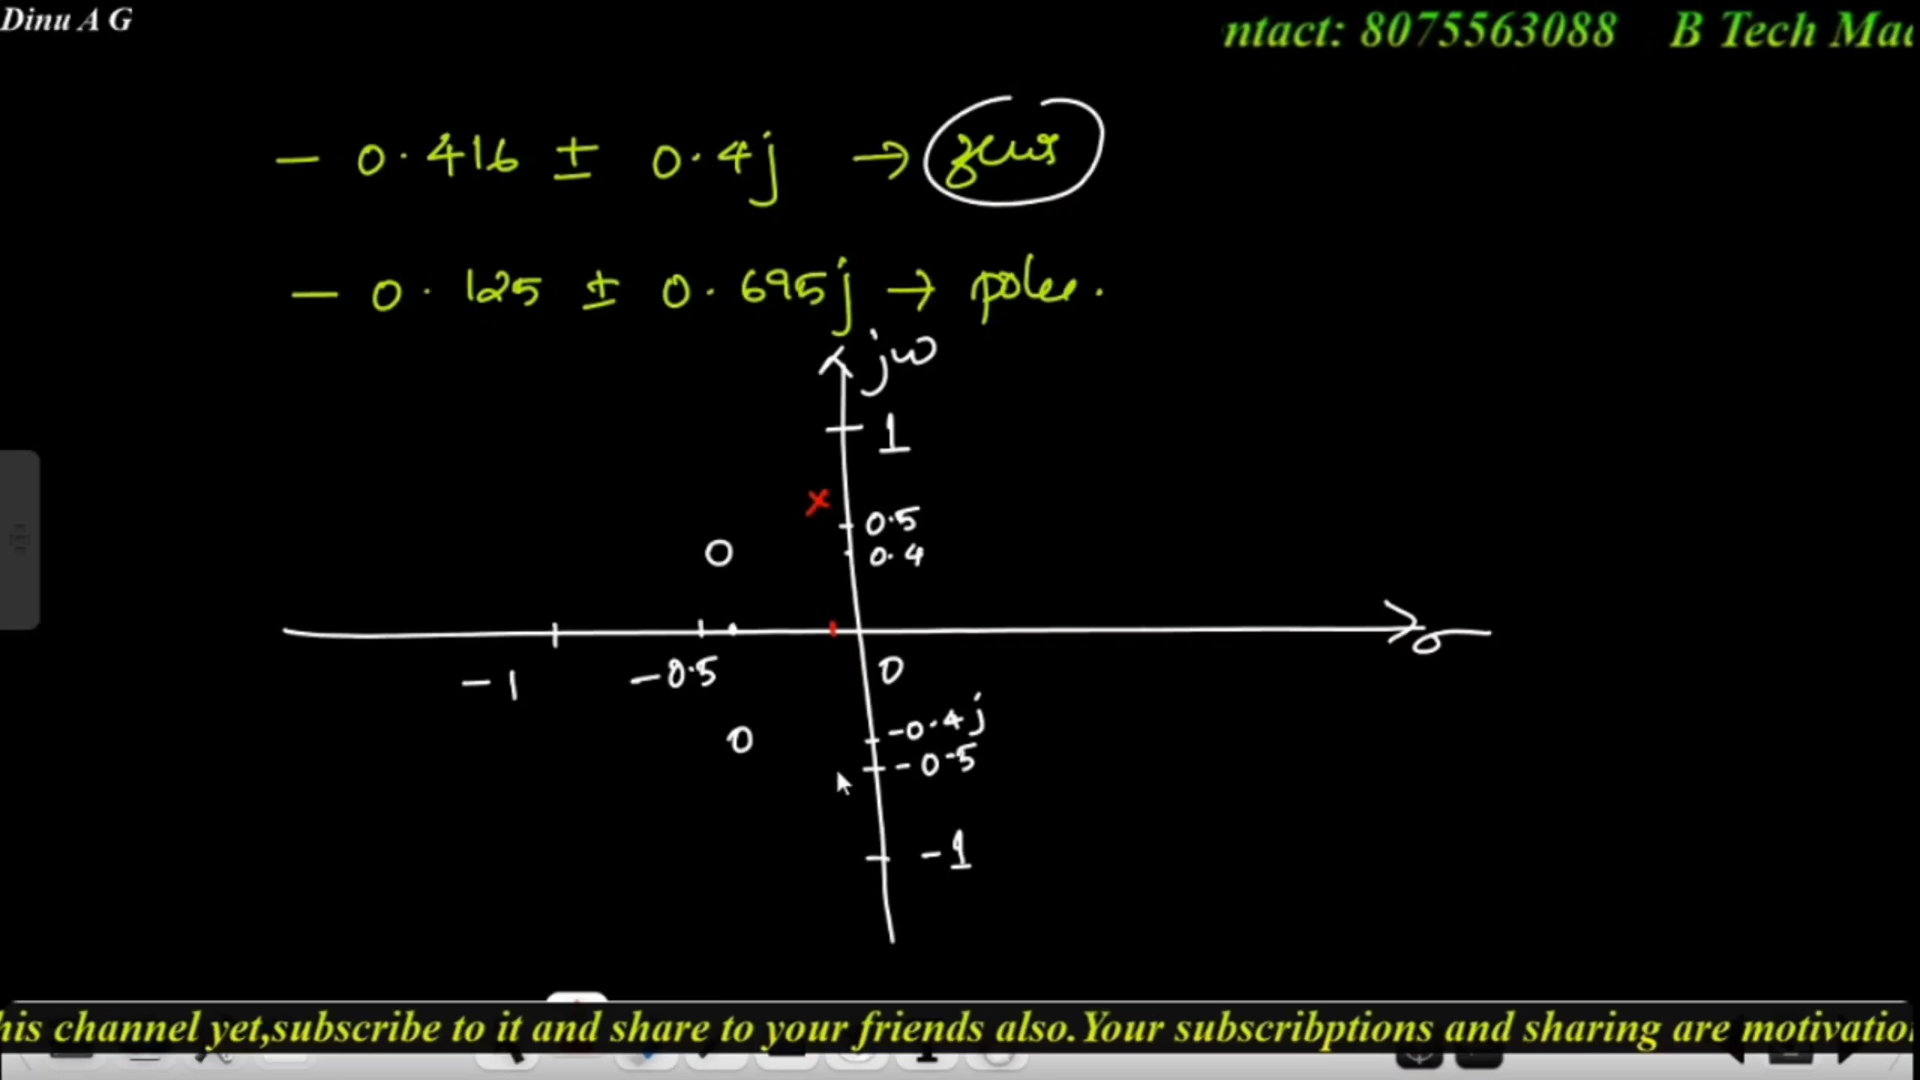 Dinu A G
ntact: 8075563088 B Tech Mac
- 0.416 ± 0.4j → zeros
- 0.125 ± 0.695j → poles.
jω
1
x
0.5
0.4
-1
-0.5
0
σ
-0.4j
-0.5
-1
his channel yet,subscribe to it and share to your friends also.Your subscribptions and sharing are motivatio